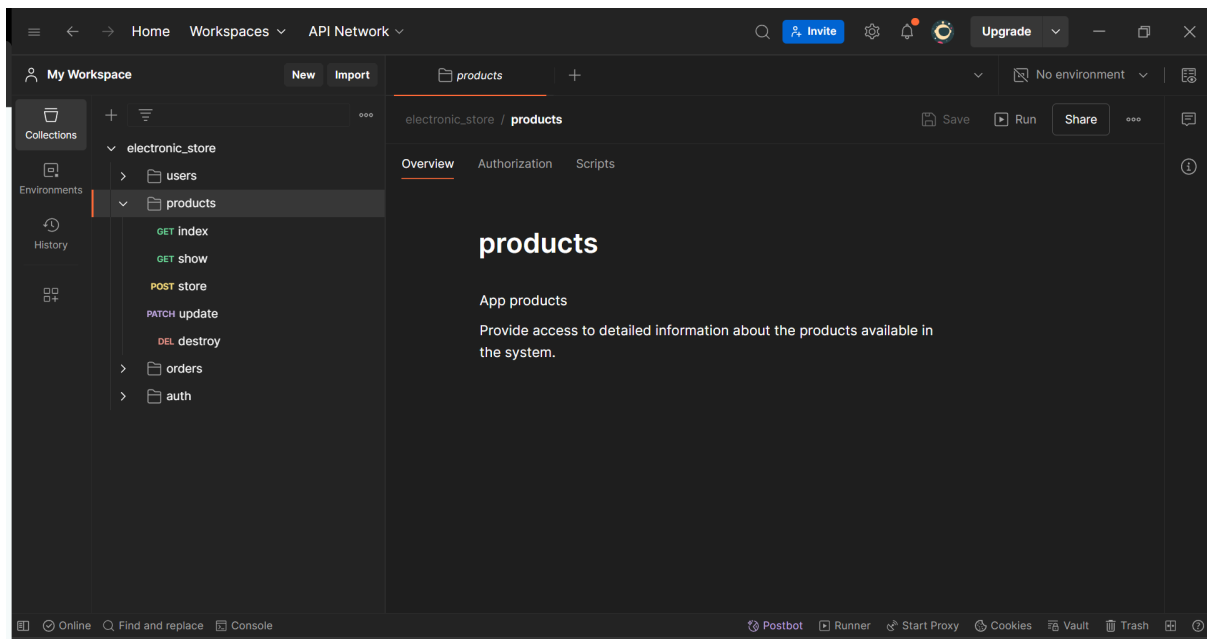 Home Workspaces API Network Invite Upgrade
My Workspace New Import products No environment
Collections
Environments
History
electronic_store
users
products
GET index
GET show
POST store
PATCH update
DEL destroy
orders
auth
electronic_store / products Save Run Share
Overview Authorization Scripts
products
App products
Provide access to detailed information about the products available in
the system.
Online Find and replace Console Postbot Runner Start Proxy Cookies Vault Trash